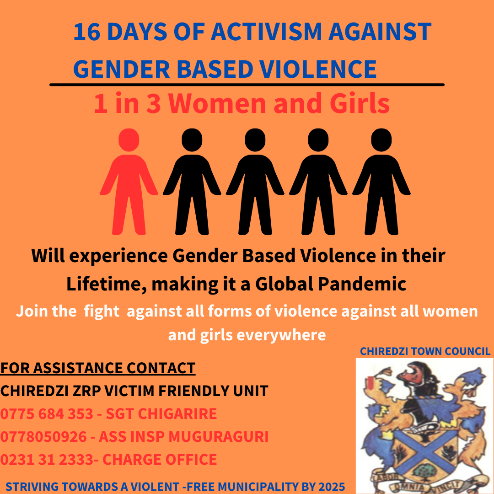 16 DAYS OF ACTIVISM AGAINST
GENDER BASED VIOLENCE
1 in 3 Women and Girls
Will experience Gender Based Violence in their
Lifetime, making it a Global Pandemic
Join the fight against all forms of violence against all women
and girls everywhere
CHIREDZI TOWN COUNCIL
FOR ASSISTANCE CONTACT
CHIREDZI ZRP VICTIM FRIENDLY UNIT
0775 684 353 - SGT CHIGARIRE
0778050926 - ASS INSP MUGURAGURI
0231 31 2333- CHARGE OFFICE
LABOR OMNIA VINCIT
STRIVING TOWARDS A VIOLENT -FREE MUNICIPALITY BY 2025